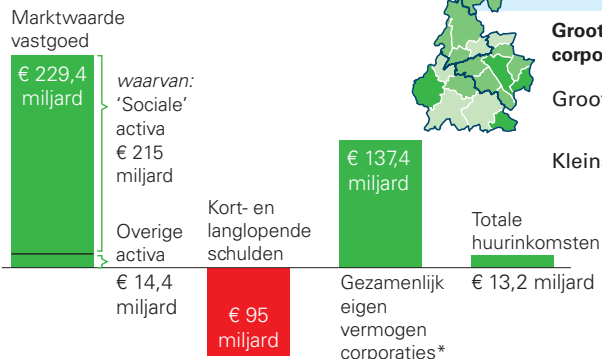 Marktwaarde
vastgoed
€ 229,4
miljard
waarvan:
‘Sociale’
activa
€ 215
miljard
Overige
activa
€ 14,4
miljard
Kort- en
langlopende
schulden
€ 95
miljard
€ 137,4
miljard
Gezamenlijk
eigen
vermogen
corporaties*
Totale
huurinkomsten
€ 13,2 miljard
Groot
corpo
Groot
Klein